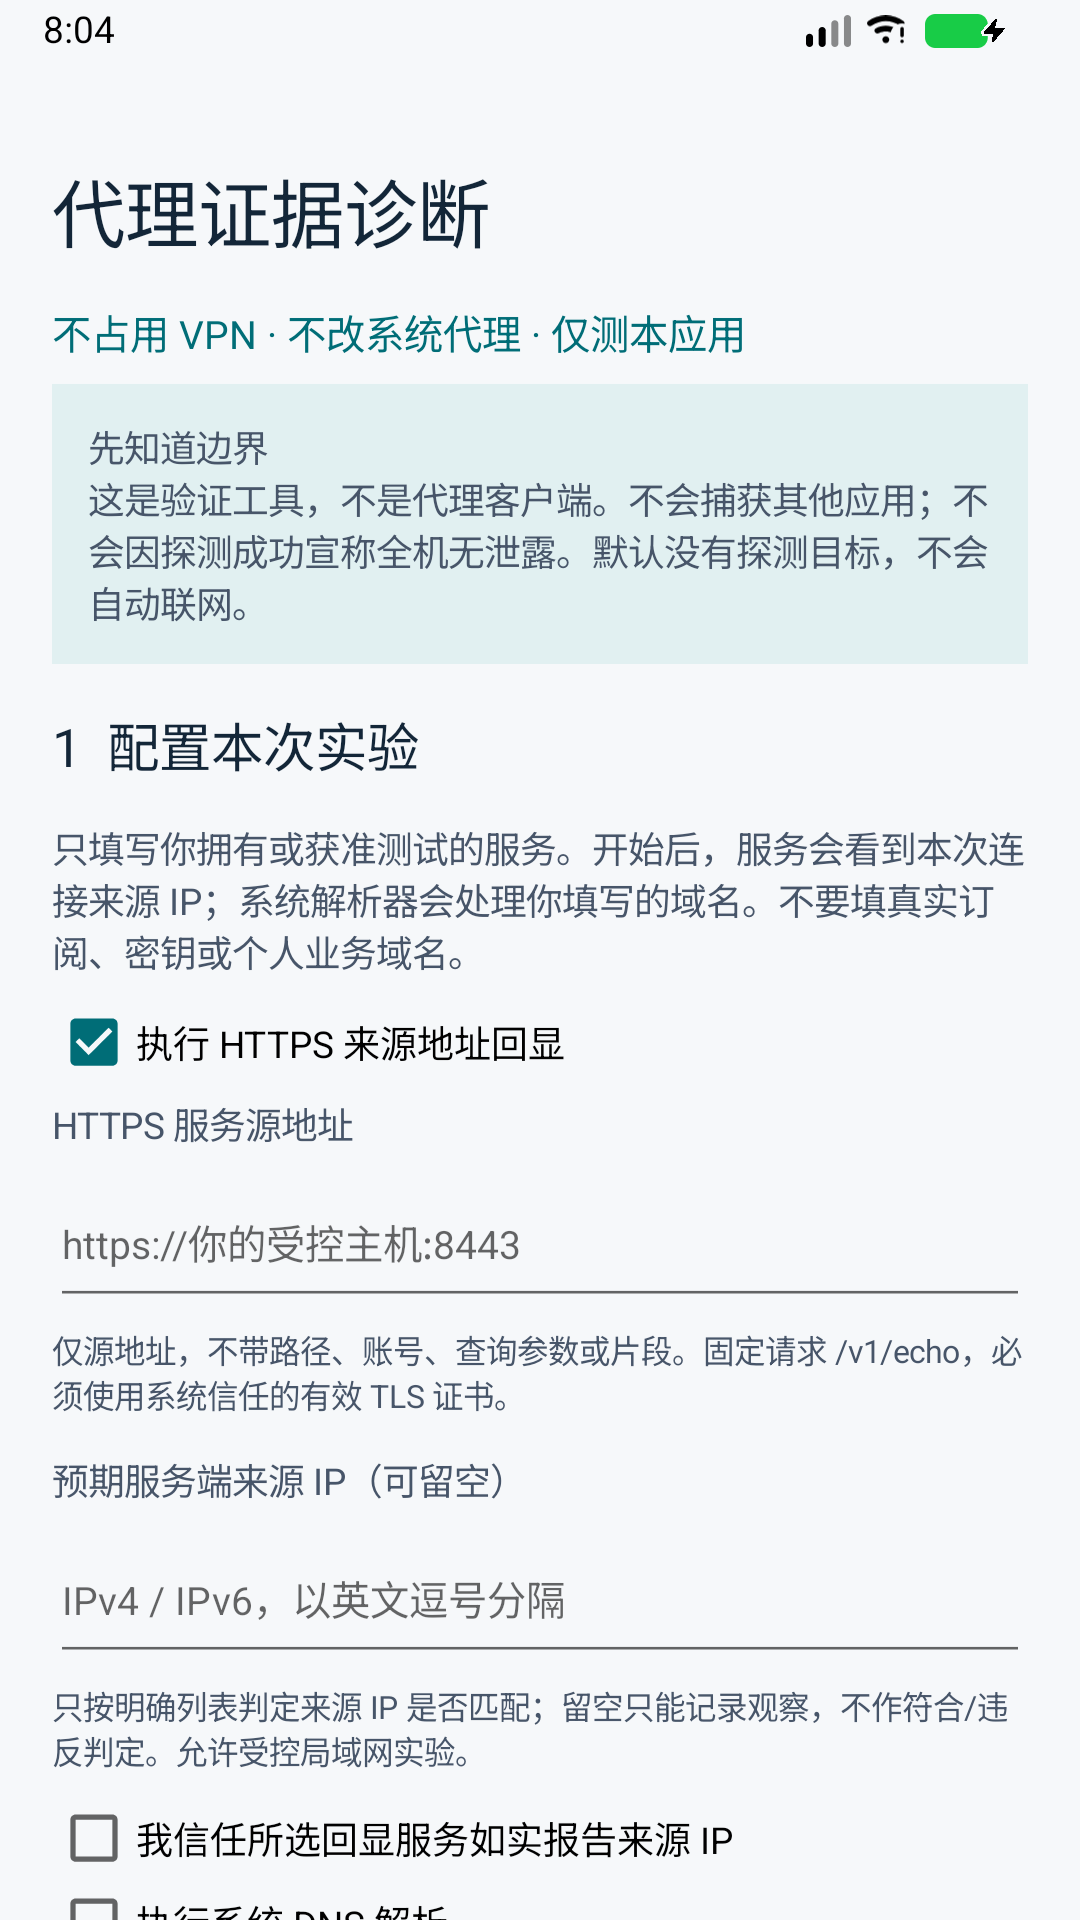 8:04
代理证据诊断
不占用 VPN · 不改系统代理 · 仅测本应用
先知道边界
这是验证工具，不是代理客户端。不会捕获其他应用；不
会因探测成功宣称全机无泄露。默认没有探测目标，不会
自动联网。
1 配置本次实验
只填写你拥有或获准测试的服务。开始后，服务会看到本次连
接来源 IP；系统解析器会处理你填写的域名。不要填真实订
阅、密钥或个人业务域名。
执行 HTTPS 来源地址回显
HTTPS 服务源地址
https://你的受控主机:8443
仅源地址，不带路径、账号、查询参数或片段。固定请求 /v1/echo，必
须使用系统信任的有效 TLS 证书。
预期服务端来源 IP（可留空）
IPv4 / IPv6，以英文逗号分隔
只按明确列表判定来源 IP 是否匹配；留空只能记录观察，不作符合/违
反判定。允许受控局域网实验。
我信任所选回显服务如实报告来源 IP
执行系统 DNS 解析